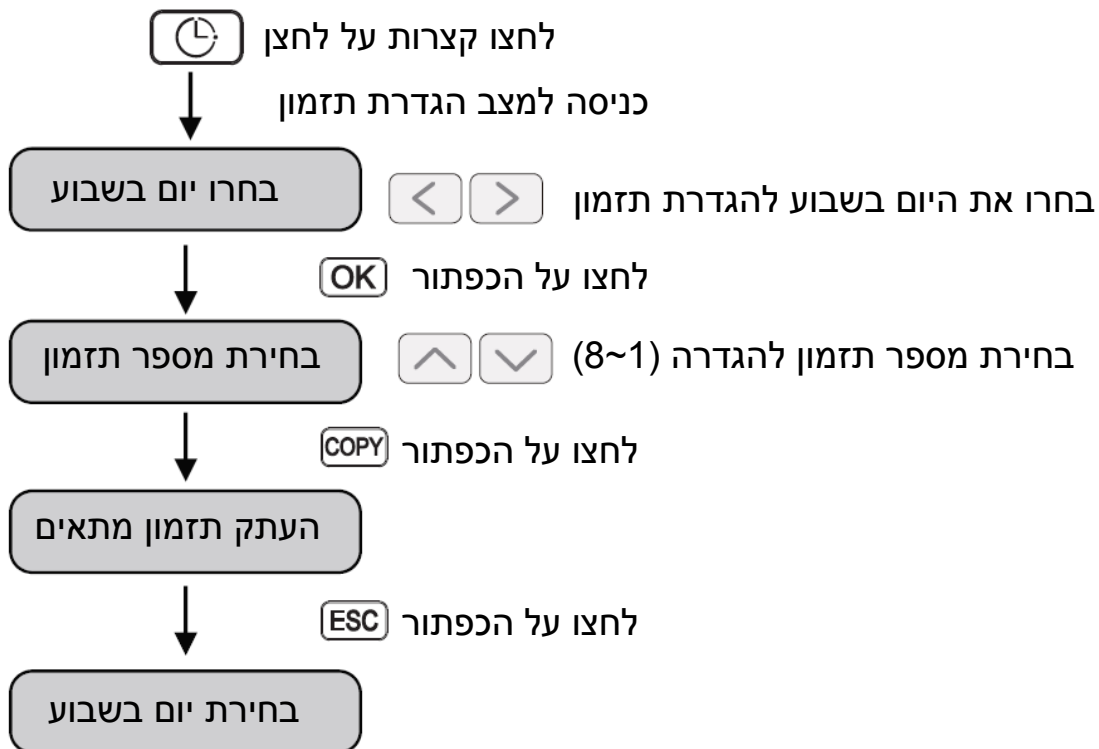 לחצו קצרות על לחצן
כניסה למצב הגדרת תזמון
בחרו יום בשבוע
בחרו את היום בשבוע להגדרת תזמון
לחצו על הכפתור OK
בחירת מספר תזמון
בחירת מספר תזמון להגדרה (1~8)
לחצו על הכפתור COPY
העתק תזמון מתאים
לחצו על הכפתור ESC
בחירת יום בשבוע